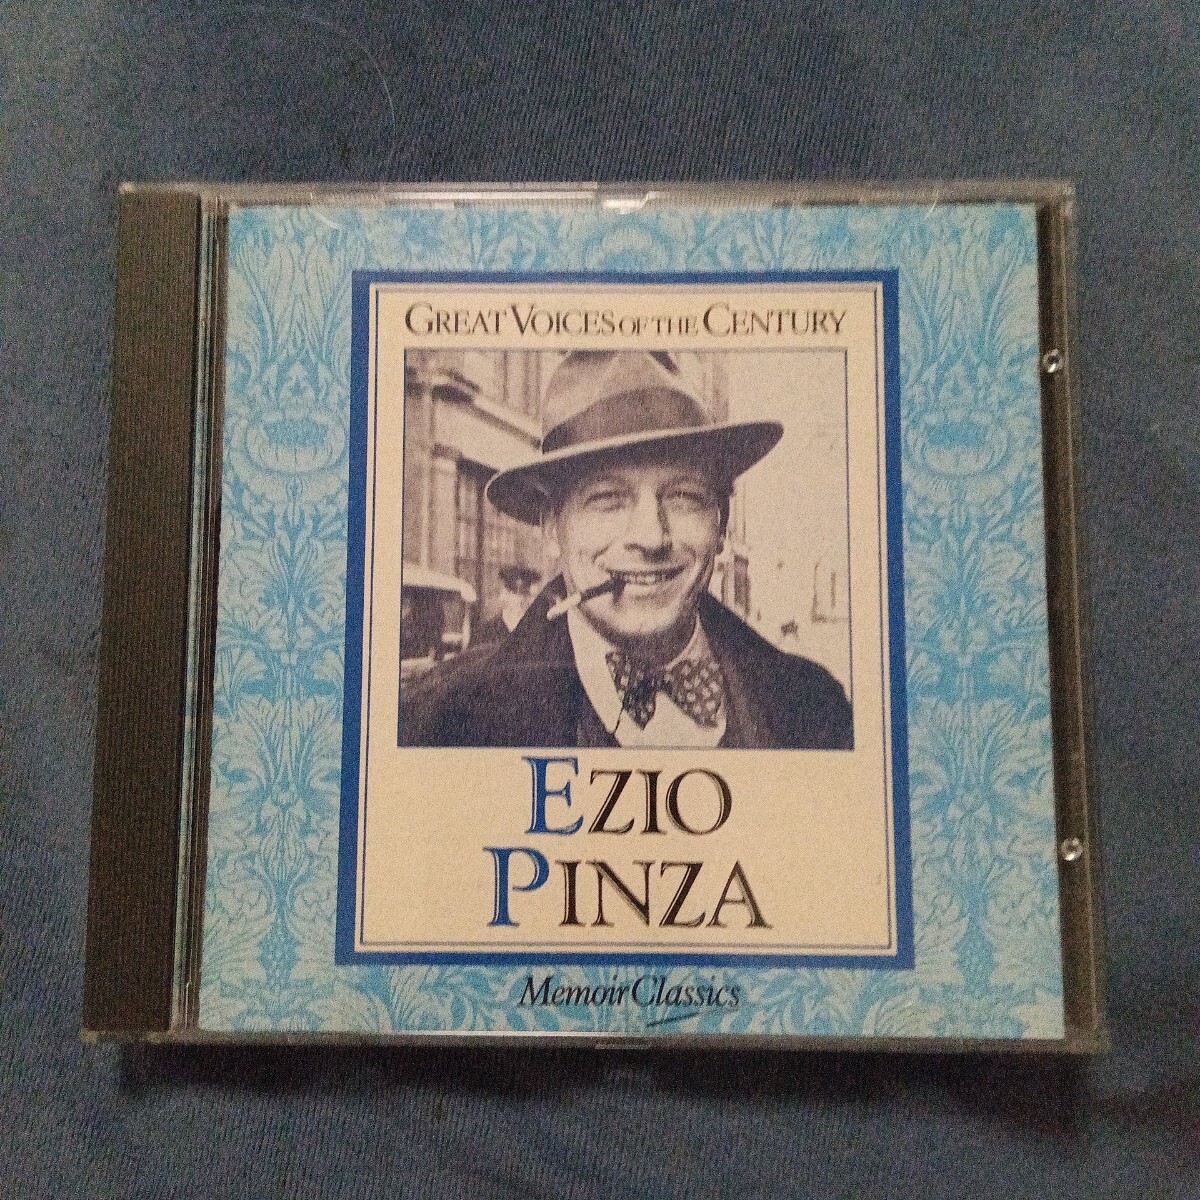 GREAT VOICES OF THE CENTURY
EZIO
PINZA
Memoir Classics